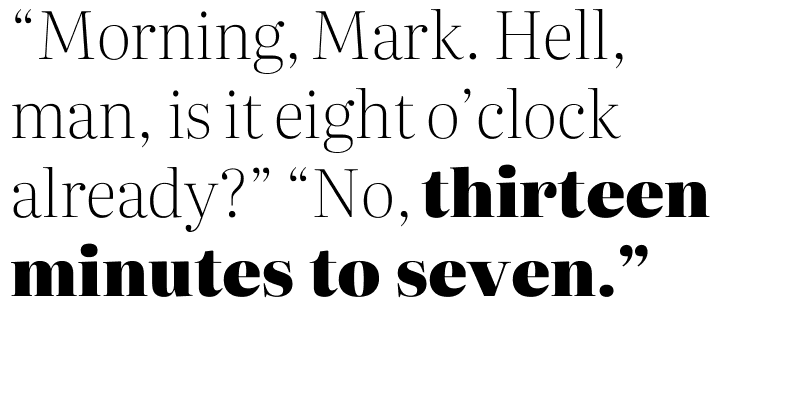 “Morning, Mark. Hell,
man, is it eight o’clock
already?” “No, thirteen
minutes to seven.”